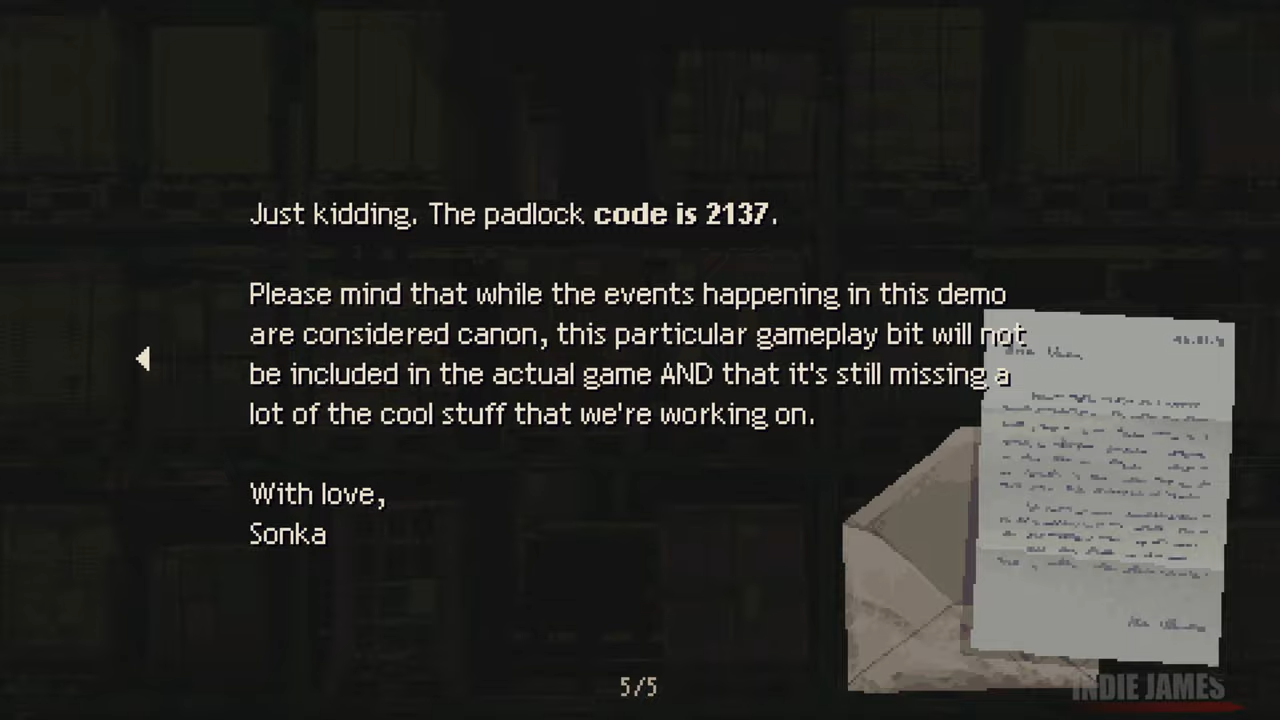 Just kidding. The padlock code is 2137.
Please mind that while the events happening in this demo
are considered canon, this particular gameplay bit will not
be included in the actual game AND that it's still missing a
lot of the cool stuff that we're working on.
With love,
Sonka
5/5
INDIE JAMES